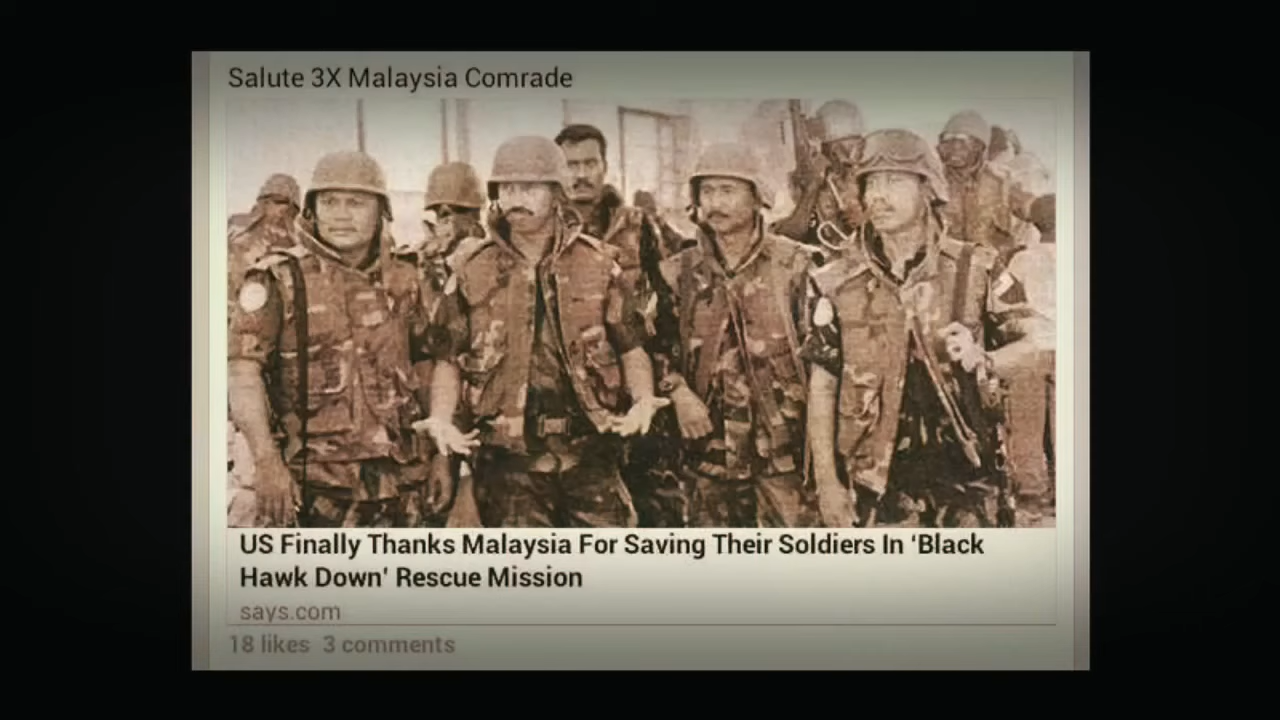 Salute 3X Malaysia Comrade
US Finally Thanks Malaysia For Saving Their Soldiers In ‘Black
Hawk Down’ Rescue Mission
says.com
18 likes 3 comments